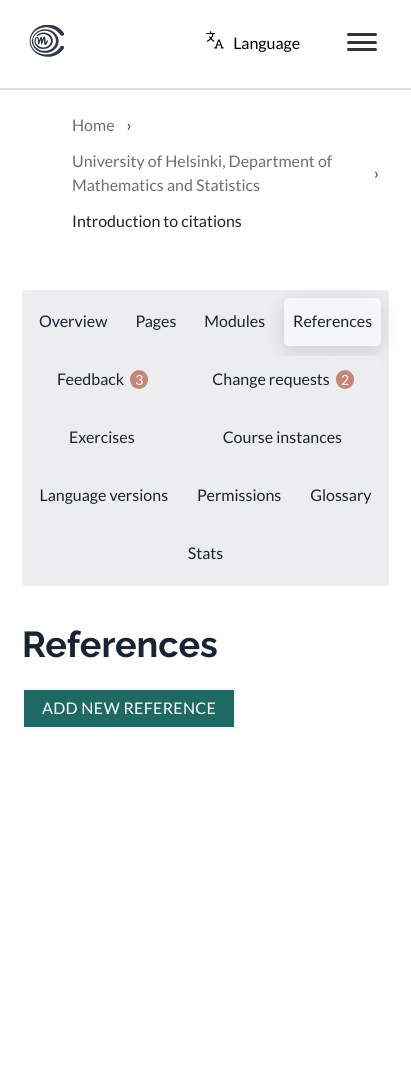 Language
Home ›
University of Helsinki, Department of
Mathematics and Statistics ›
Introduction to citations
Overview Pages Modules References
Feedback 3 Change requests 2
Exercises Course instances
Language versions Permissions Glossary
Stats
References
ADD NEW REFERENCE